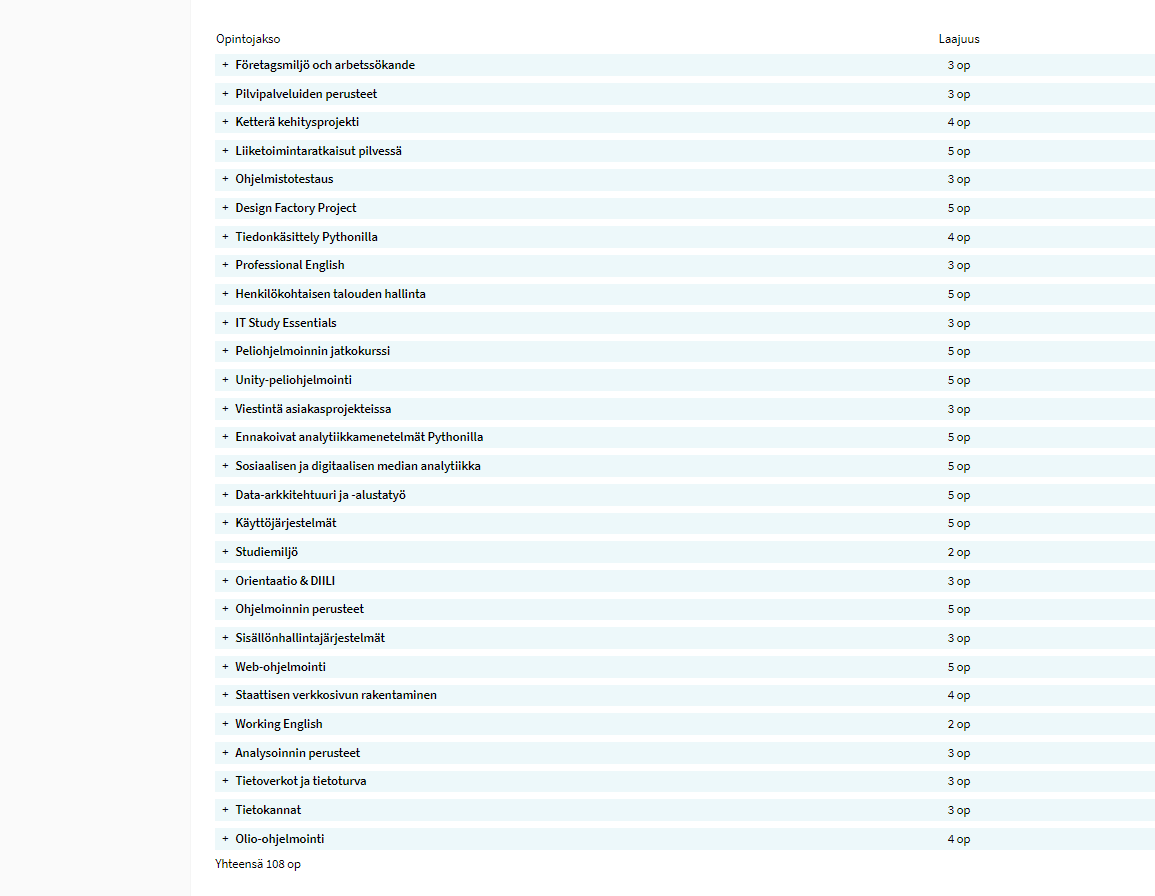 Opintojakso Laajuus
+ Företagsmiljö och arbetssökande 3 op
+ Pilvipalveluiden perusteet 3 op
+ Ketterä kehitysprojekti 4 op
+ Liiketoimintaratkaisut pilvessä 5 op
+ Ohjelmistotestaus 3 op
+ Design Factory Project 5 op
+ Tiedonkäsittely Pythonilla 4 op
+ Professional English 3 op
+ Henkilökohtaisen talouden hallinta 5 op
+ IT Study Essentials 3 op
+ Peliohjelmoinnin jatkokurssi 5 op
+ Unity-peliohjelmointi 5 op
+ Viestintä asiakasprojekteissa 3 op
+ Ennakoivat analytiikkamenetelmät Pythonilla 5 op
+ Sosiaalisen ja digitaalisen median analytiikka 5 op
+ Data-arkkitehtuuri ja -alustatyö 5 op
+ Käyttöjärjestelmät 5 op
+ Studiemiljö 2 op
+ Orientaatio & DIILI 3 op
+ Ohjelmoinnin perusteet 5 op
+ Sisällönhallintajärjestelmät 3 op
+ Web-ohjelmointi 5 op
+ Staattisen verkkosivun rakentaminen 4 op
+ Working English 2 op
+ Analysoinnin perusteet 3 op
+ Tietoverkot ja tietoturva 3 op
+ Tietokannat 3 op
+ Olio-ohjelmointi 4 op
Yhteensä 108 op